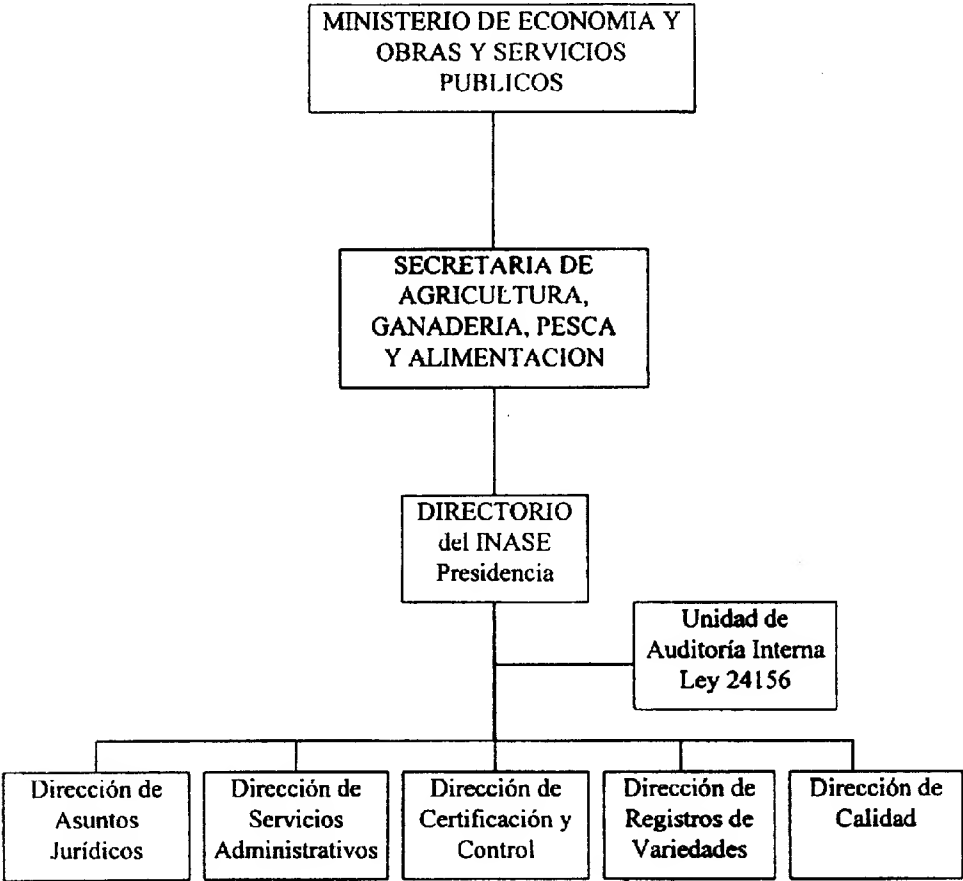 MINISTERIO DE ECONOMIA Y
OBRAS Y SERVICIOS
PUBLICOS
SECRETARIA DE
AGRICULTURA,
GANADERIA, PESCA
Y ALIMENTACION
DIRECTORIO
del INASE
Presidencia
Unidad de
Auditoría Interna
Ley 24156
Dirección de
Asuntos
Jurídicos
Dirección de
Servicios
Administrativos
Dirección de
Certificación y
Control
Dirección de
Registros de
Variedades
Dirección de
Calidad